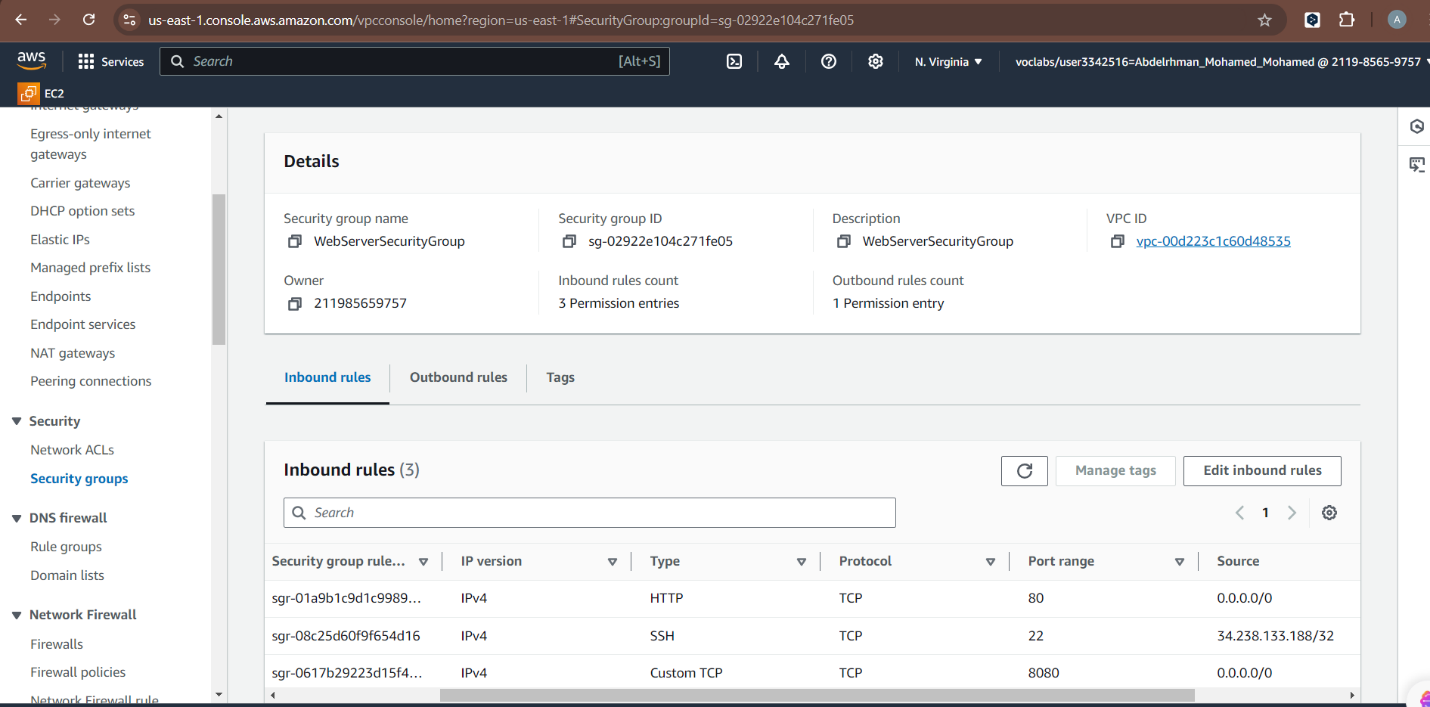 us-east-1.console.aws.amazon.com/vpcconsole/home?region=us-east-1#SecurityGroup:groupId=sg-02922e104c271fe05
A
aws
Services
Search
[Alt+S]
N. Virginia
voclabs/user3342516=Abdelrhman_Mohamed_Mohamed @ 2119-8565-9757
EC2
Internet gateways
Egress-only internet
gateways
Carrier gateways
DHCP option sets
Elastic IPs
Managed prefix lists
Endpoints
Endpoint services
NAT gateways
Peering connections
Security
Network ACLs
Security groups
DNS firewall
Rule groups
Domain lists
Network Firewall
Firewalls
Firewall policies
Network Firewall rule
Details
Security group name
WebServerSecurityGroup
Security group ID
sg-02922e104c271fe05
Description
WebServerSecurityGroup
VPC ID
vpc-00d223c1c60d48535
Owner
211985659757
Inbound rules count
3 Permission entries
Outbound rules count
1 Permission entry
Inbound rules
Outbound rules
Tags
Inbound rules (3)
Manage tags
Edit inbound rules
Search
1
Security group rule... IP version Type Protocol Port range Source
sgr-01a9b1c9d1c9989... IPv4 HTTP TCP 80 0.0.0.0/0
sgr-08c25d60f9f654d16 IPv4 SSH TCP 22 34.238.133.188/32
sgr-0617b29223d15f4... IPv4 Custom TCP TCP 8080 0.0.0.0/0